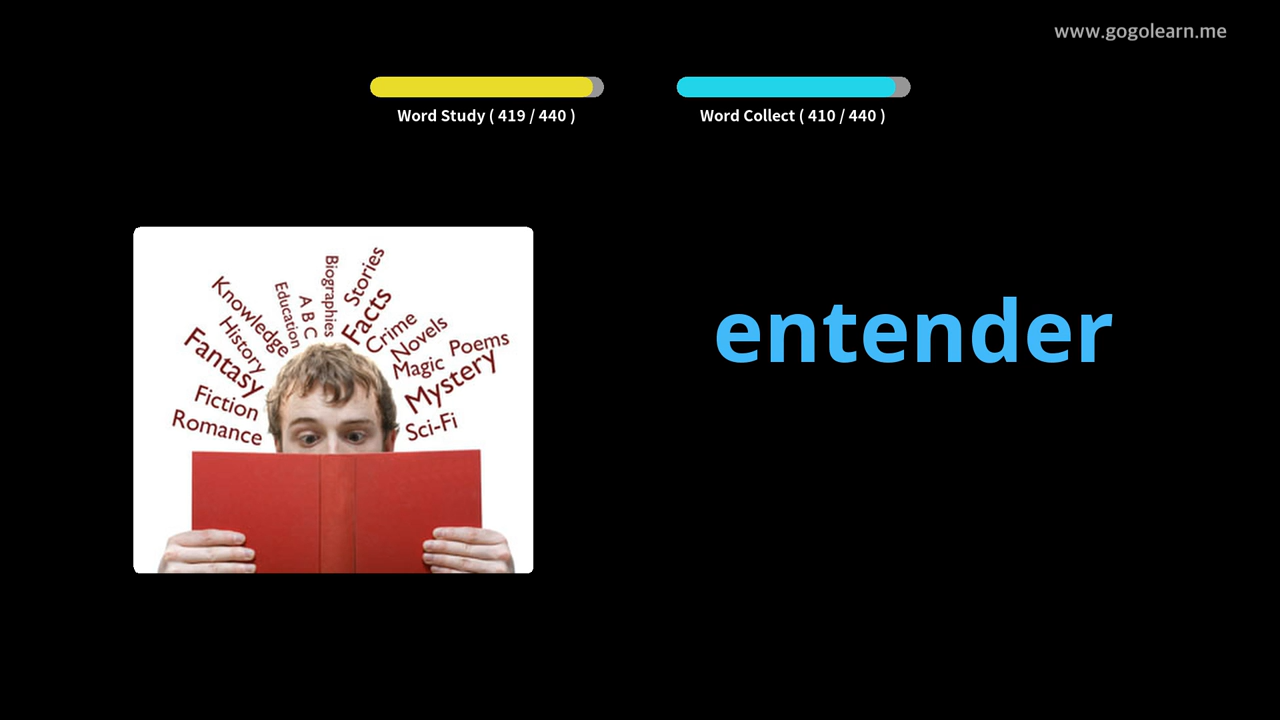 www.gogolearn.me
Word Study ( 419 / 440 )
Word Collect ( 410 / 440 )
entender
Biographies
Stories
Education
A B C
Facts
Knowledge
History
Crime
Novels
Fantasy
Magic
Poems
Mystery
Fiction
Romance
Sci-Fi